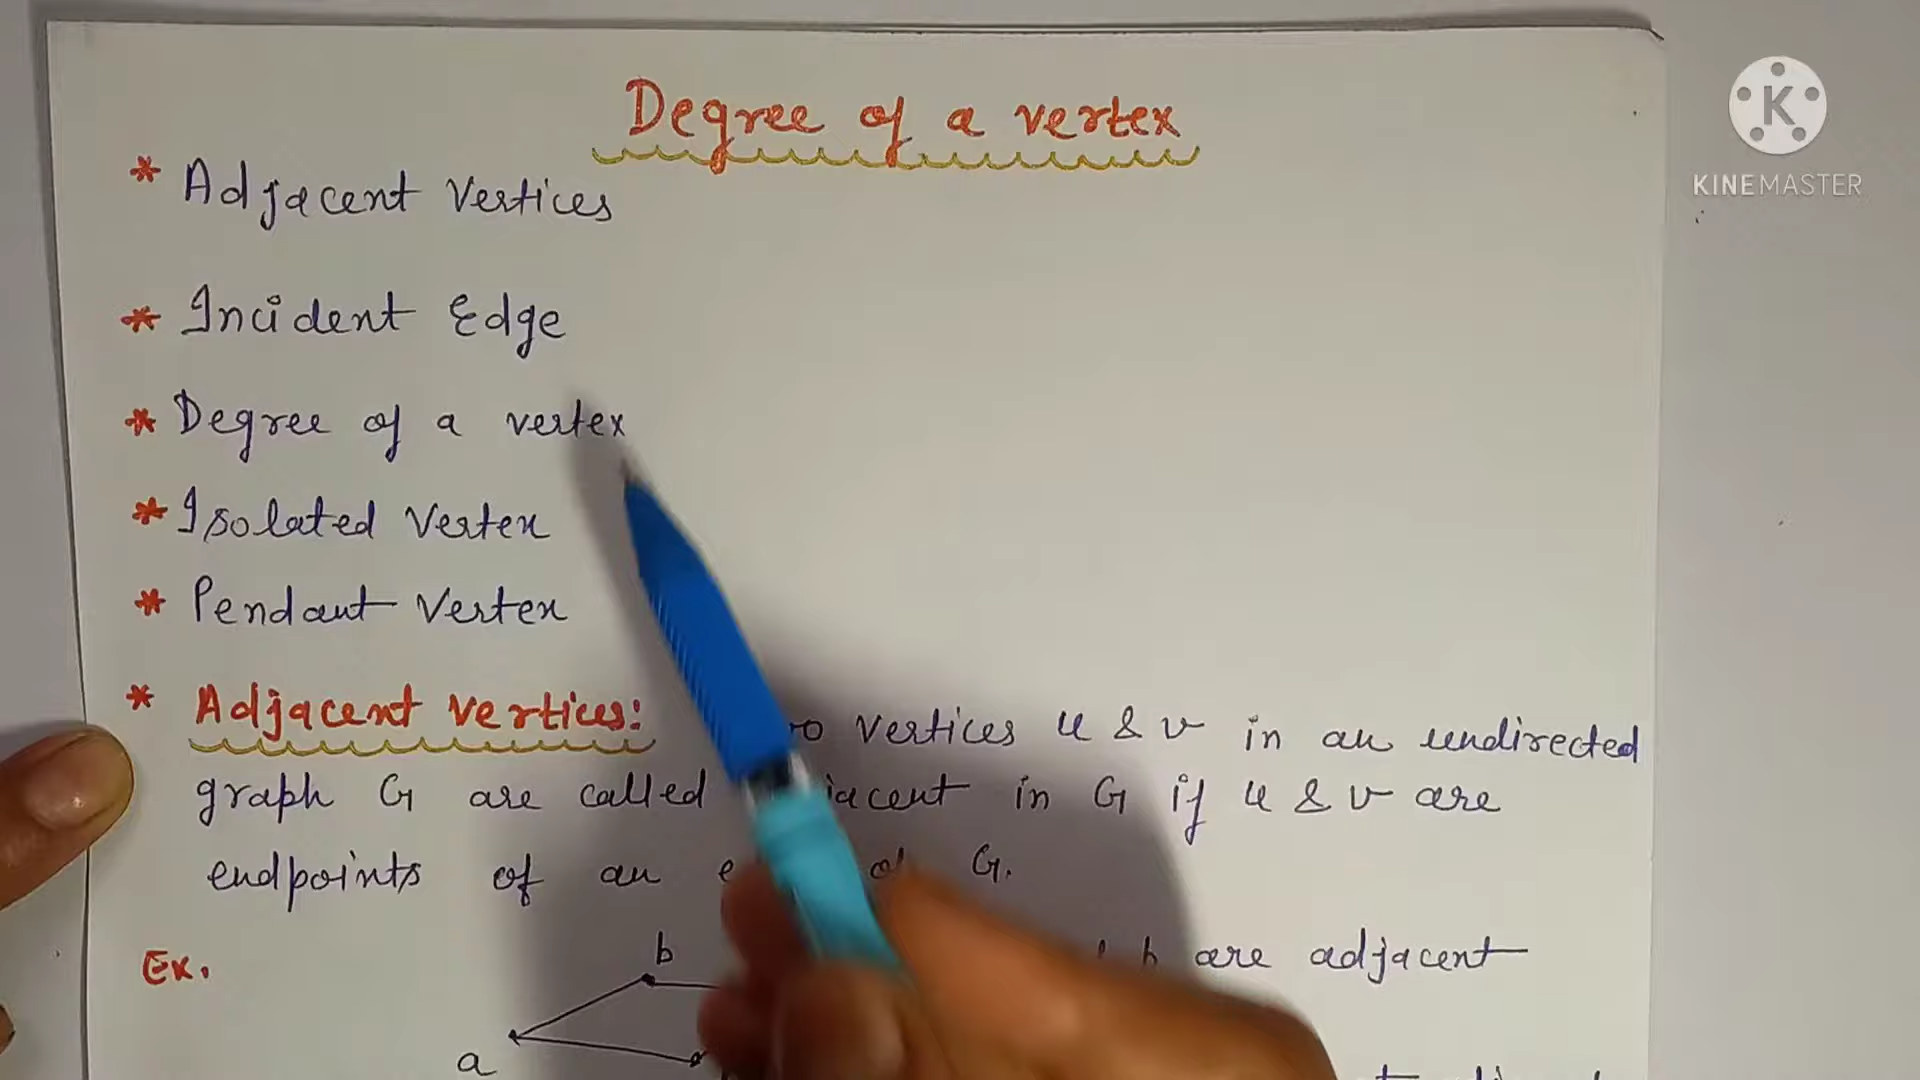 Degree of a vertex
* Adjacent Vertices
* Incident Edge
* Degree of a vertex
* Isolated Vertex
* Pendant Vertex
* Adjacent Vertices: vertices u & v in an undirected
graph G are called in G if u & v are
endpoints of an G.
Ex.
b
b are adjacent
a
K
KINEMASTER